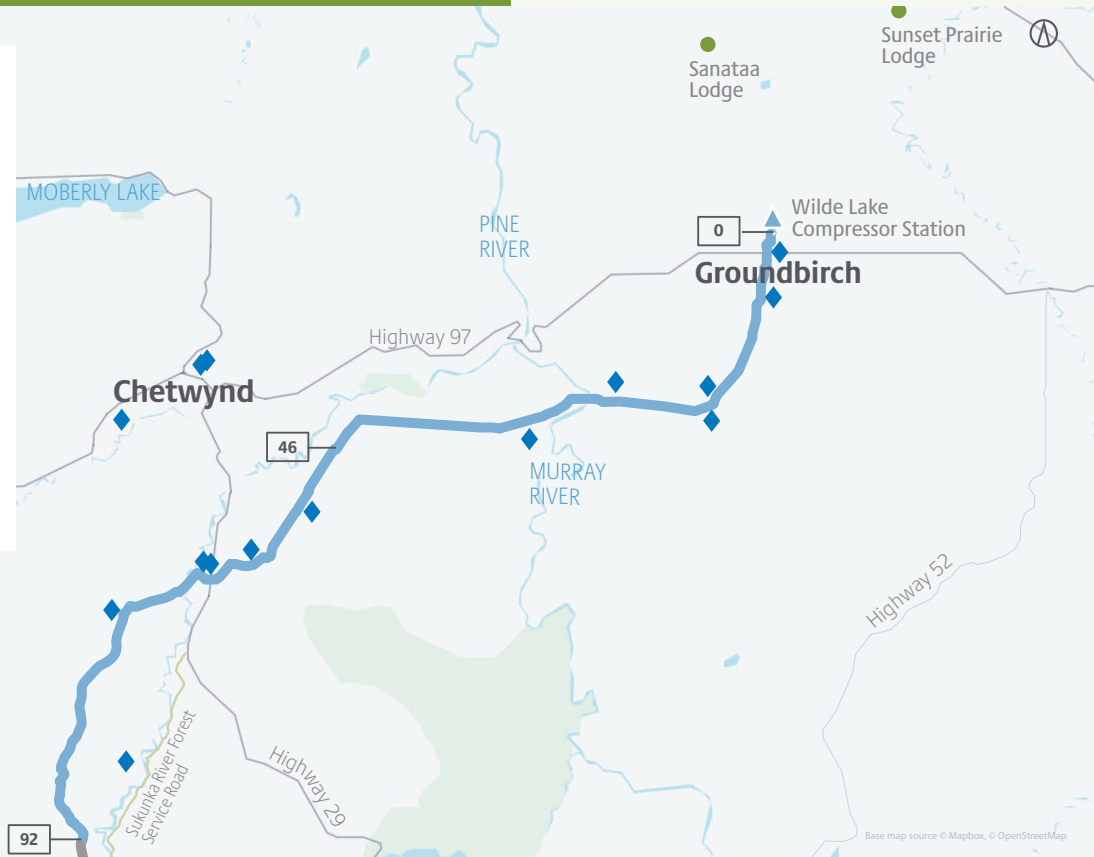 Sunset Prairie
Lodge
Sanataa
Lodge
MOBERLY LAKE
Wilde Lake
Compressor Station
0
PINE
RIVER
Groundbirch
Highway 97
Chetwynd
46
MURRAY
RIVER
Highway 52
Sukunka River Forest
Service Road
Highway 29
92
Base map source © Mapbox, © OpenStreetMap